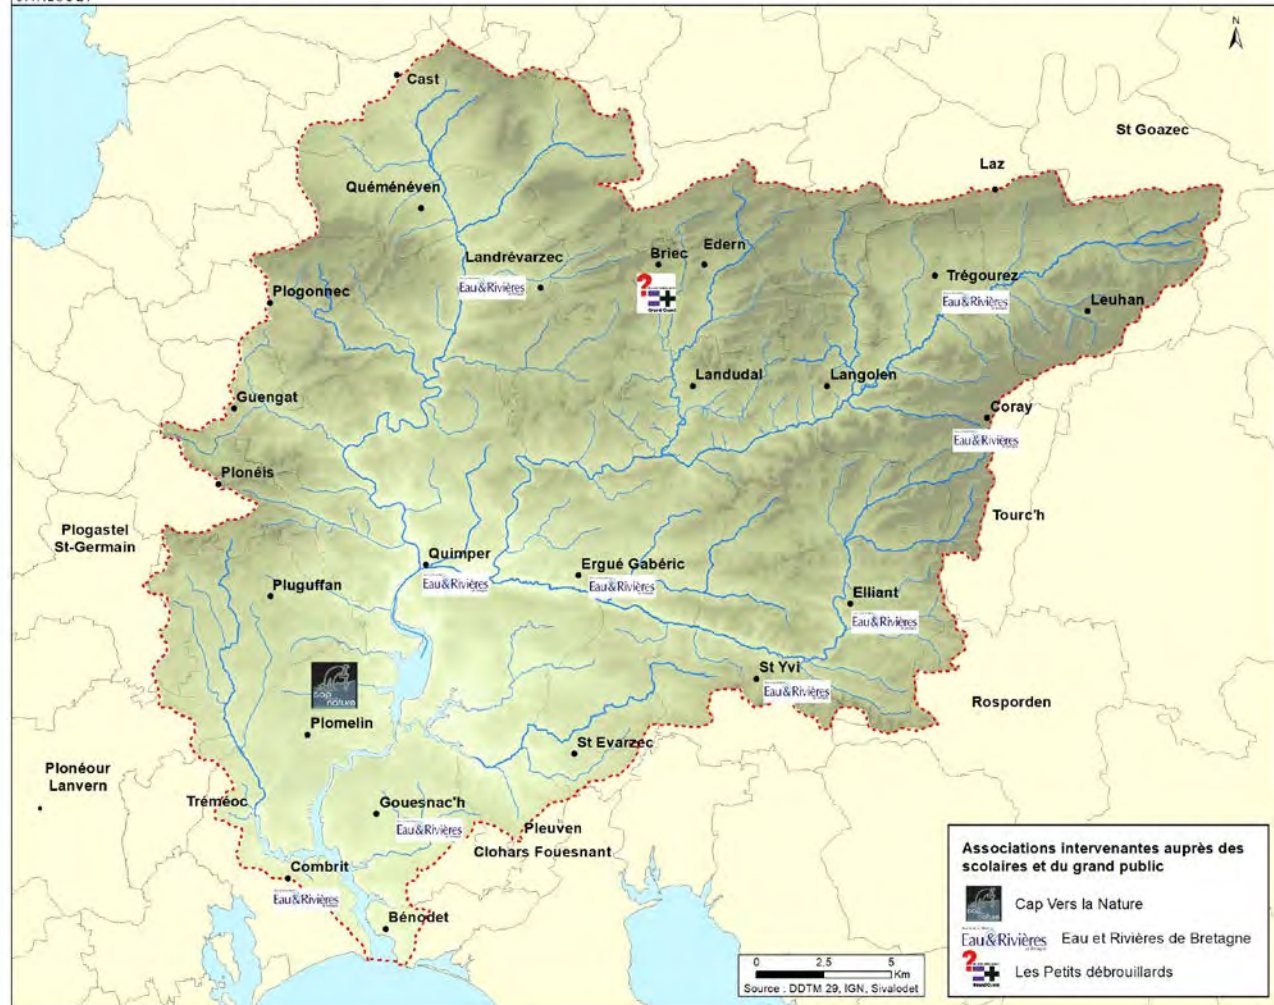 N
Cast
St Goazec
Laz
Quéménéven
Landrévarzec
Eau&Rivières
Briec
Edern
Trégourez
Eau&Rivières
Plogonnec
Leuhan
Landudal
Langolen
Guengat
Coray
Eau&Rivières
Plonéis
Plogastel
St-Germain
Tourc'h
Quimper
Eau&Rivières
Ergué Gabéric
Eau&Rivières
Pluguffan
Elliant
Eau&Rivières
St Yvi
Eau&Rivières
cap
nature
Plomelin
Rosporden
St Evarzec
Plonéour
Lanvern
Tréméoc
Gouesnac'h
Eau&Rivières
Pleuven
Clohars Fouesnant
Combrit
Eau&Rivières
Bénodet
Associations intervenantes auprès des
scolaires et du grand public
cap
nature
Cap Vers la Nature
Eau&Rivières
Eau et Rivières de Bretagne
Les Petits débrouillards
0 2.5 5
Km
Source : DDTM 29, IGN, Sivalodet